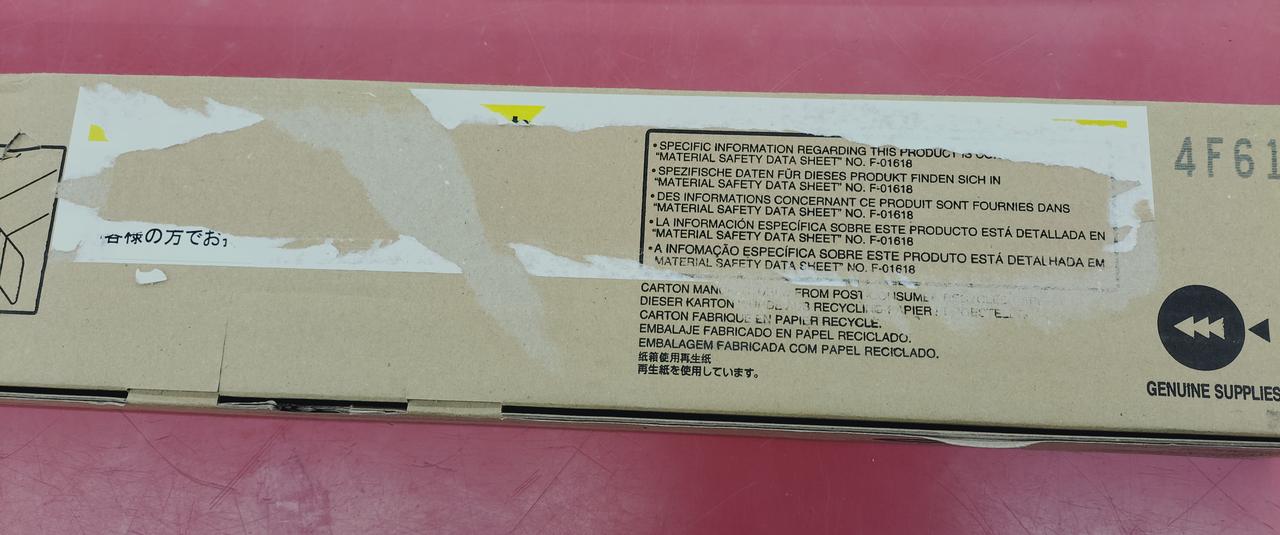 お
様の方でお
• SPECIFIC INFORMATION REGARDING THIS PRODUCT IS
"MATERIAL SAFETY DATA SHEET" NO. F-01618
• SPEZIFISCHE DATEN FÜR DIESES PRODUKT FINDEN SICH IN
"MATERIAL SAFETY DATA SHEET" NO. F-01618
• DES INFORMATIONS CONCERNANT CE PRODUIT SONT FOURNIES DANS
"MATERIAL SAFETY DATA SHEET" NO. F-01618
• LA INFORMACIÓN ESPECÍFICA SOBRE ESTE PRODUCTO ESTÁ DETALLADA EN
"MATERIAL SAFETY DATA SHEET" NO. F-01618
• A INFOMAÇÃO ESPECÍFICA SOBRE ESTE PRODUTO ESTÁ DETALHADA EM
"MATERIAL SAFETY DATA SHEET" NO. F-01618
CARTON FROM POST
DIESER KARTON RECYCLING
CARTON FABRIQUE EN PAPIER RECYCLE.
EMBALAJE FABRICADO EN PAPEL RECICLADO.
EMBALAGEM FABRICADA COM PAPEL RECICLADO.
纸箱使用再生纸
再生紙を使用しています。
4F61
GENUINE SUPPLIES